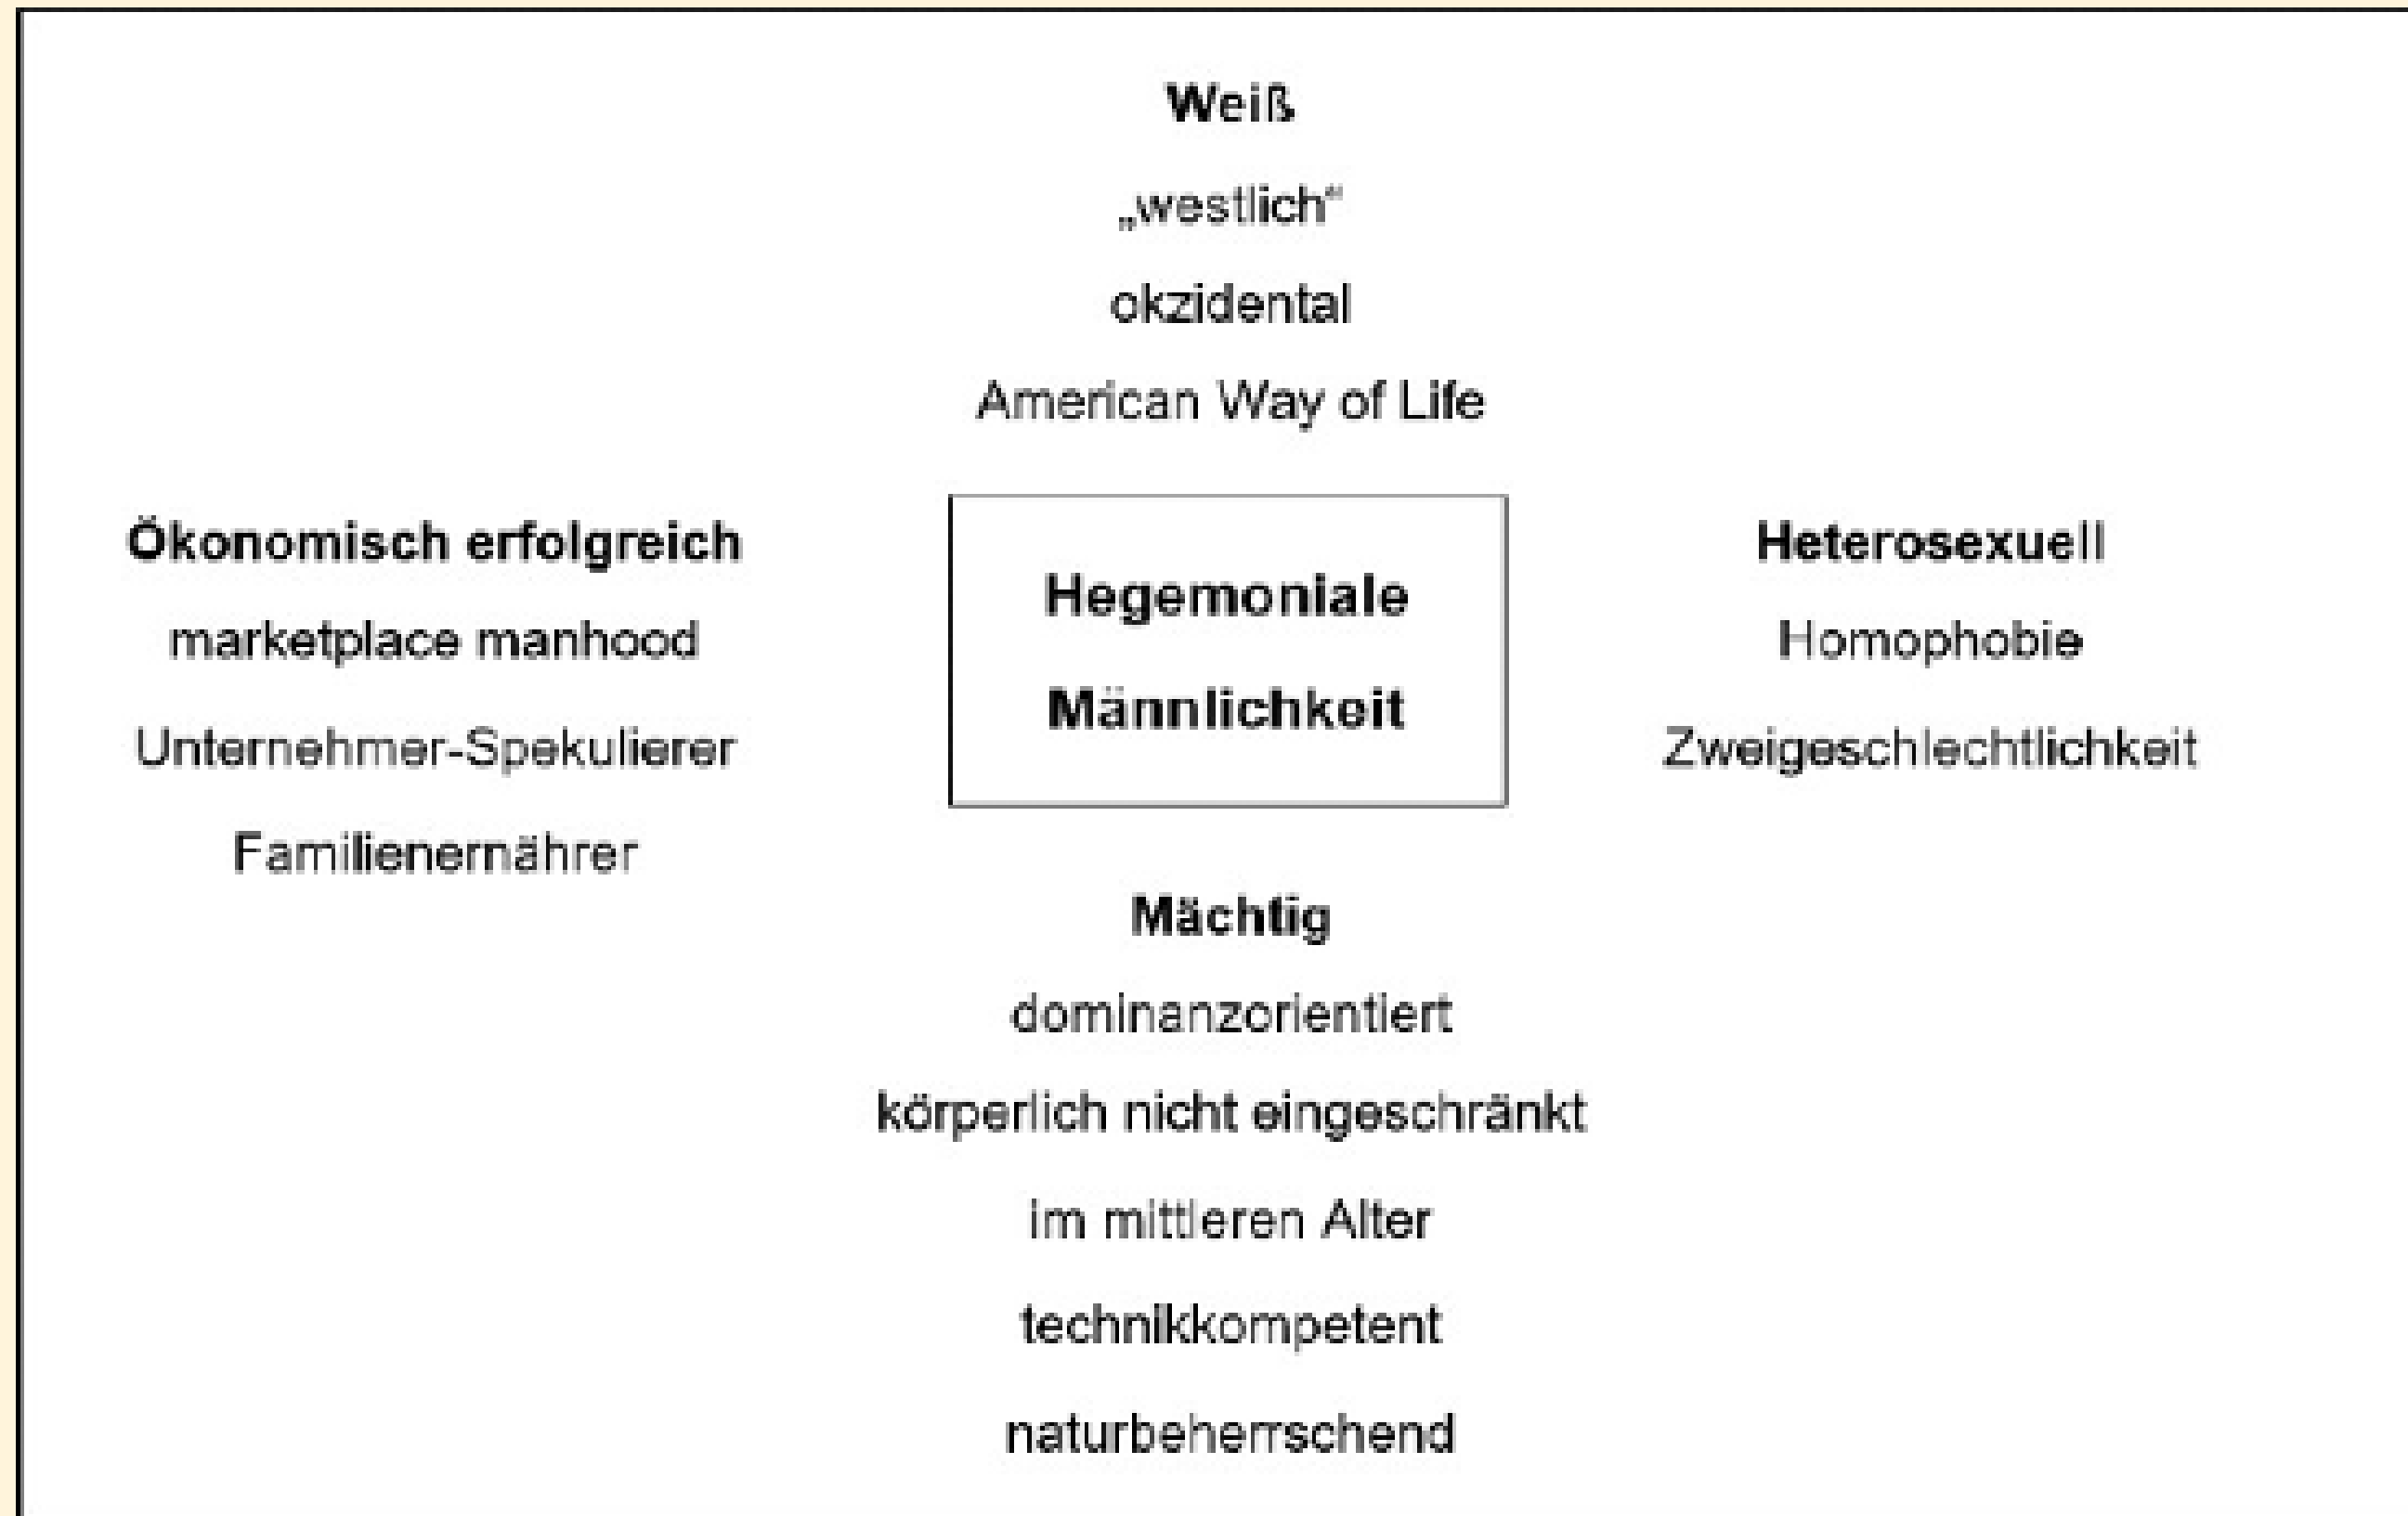 Weiß
„westlich“
okzidental
American Way of Life
Ökonomisch erfolgreich
marketplace manhood
Unternehmer-Spekulierer
Familienernährer
Hegemoniale
Männlichkeit
Heterosexuell
Homophobie
Zweigeschlechtlichkeit
Mächtig
dominanzorientiert
körperlich nicht eingeschränkt
im mittleren Alter
technikkompetent
naturbeherrschend